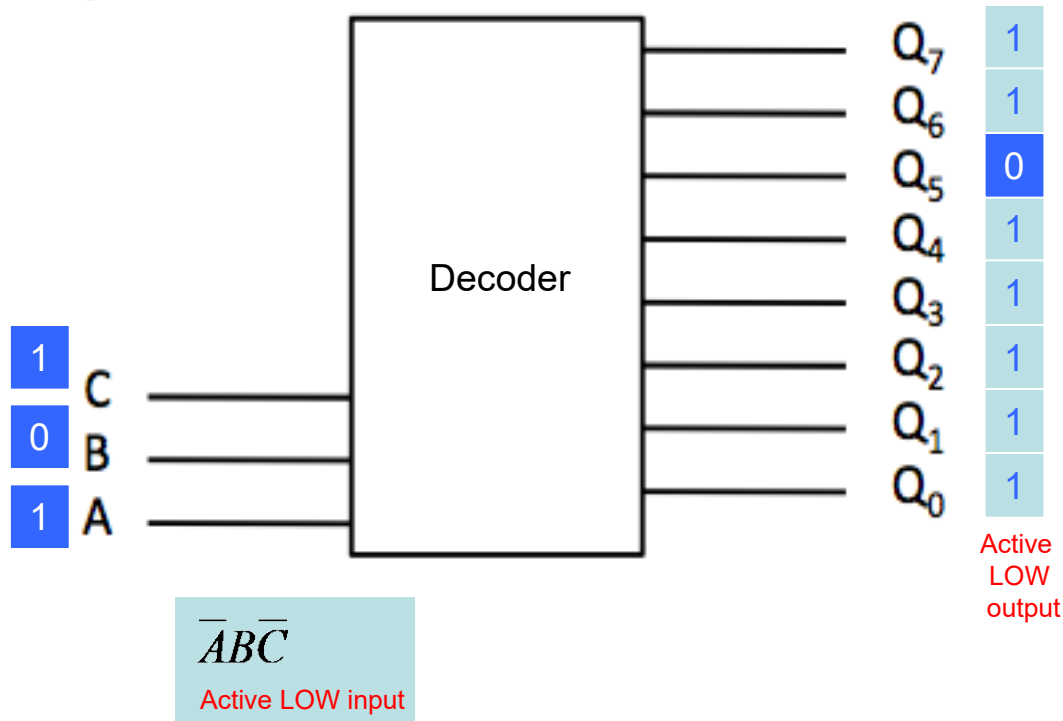 Q₇ 1
Q₆ 1
Q₅ 0
Q₄ 1
Decoder
Q₃ 1
1 C
Q₂ 1
0 B
Q₁ 1
1 A
Q₀ 1
Active
LOW
output
A̅BC̅
Active LOW input